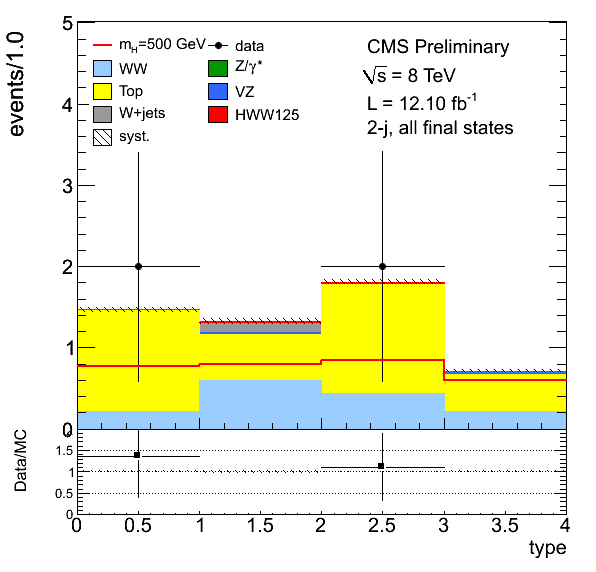 events/1.0
5
4
3
2
1
0
m_H=500 GeV
data
WW
Z/γ*
Top
VZ
W+jets
HWW125
syst.
CMS Preliminary
√s = 8 TeV
L = 12.10 fb⁻¹
2-j, all final states
Data/MC
2
1.5
1
0.5
0
0 0.5 1 1.5 2 2.5 3 3.5 4
type